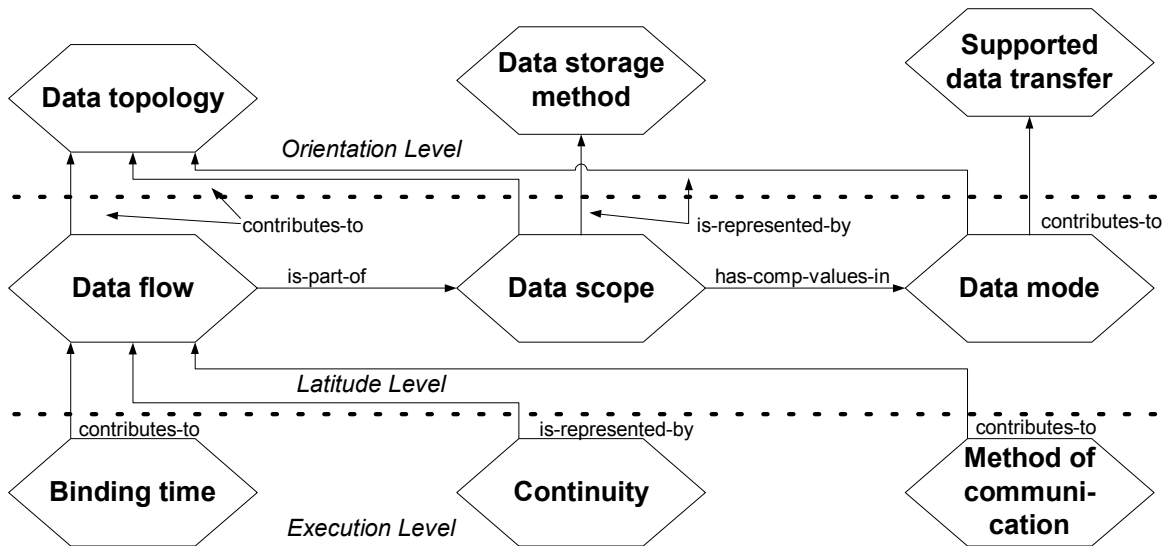 Data topology
Data storage
method
Supported
data transfer
Orientation Level
contributes-to
is-represented-by
contributes-to
Data flow
is-part-of
Data scope
has-comp-values-in
Data mode
Latitude Level
contributes-to
is-represented-by
contributes-to
Binding time
Continuity
Method of
communi-
cation
Execution Level